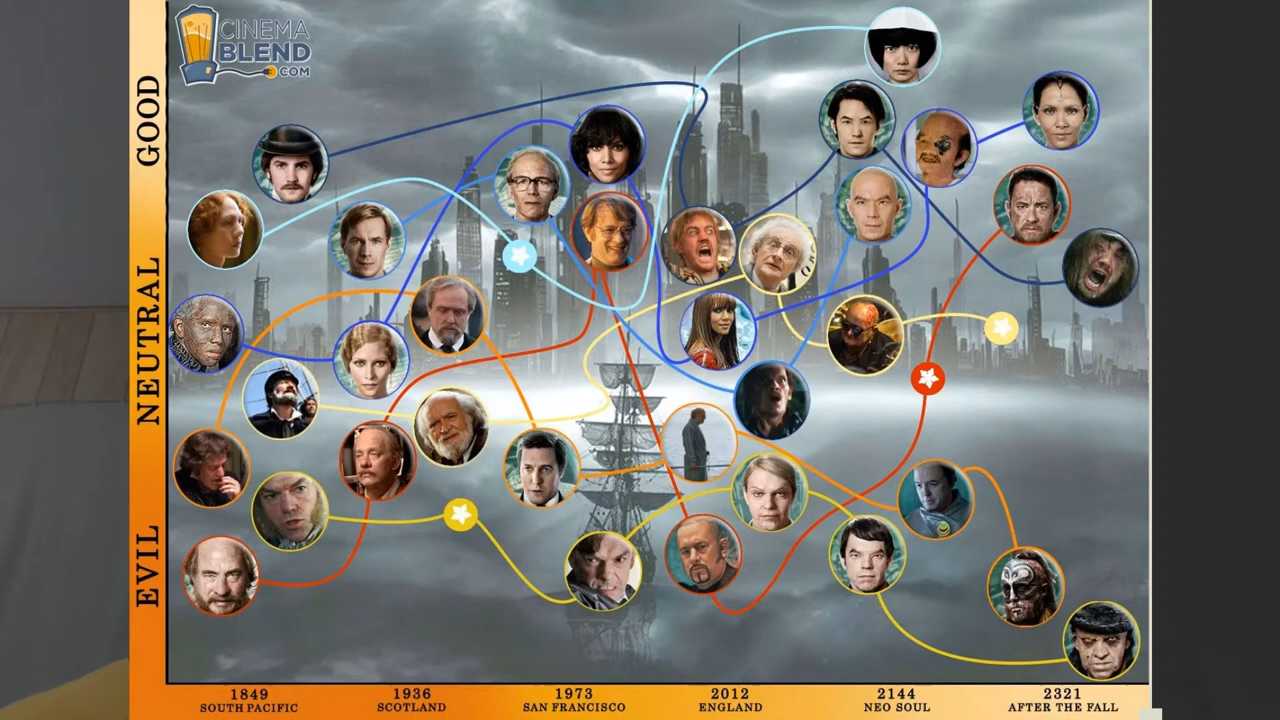 CINEMA
BLEND
.COM
GOOD
NEUTRAL
EVIL
1849
SOUTH PACIFIC
1936
SCOTLAND
1973
SAN FRANCISCO
2012
ENGLAND
2144
NEO SOUL
2321
AFTER THE FALL